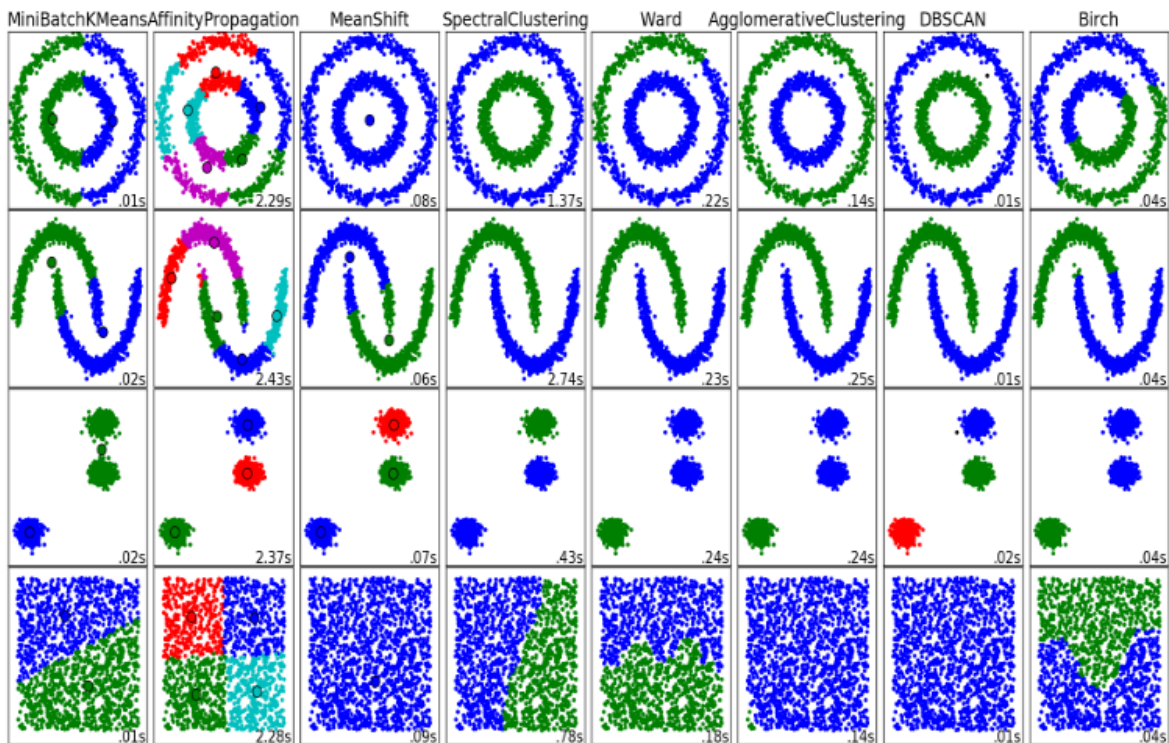 MiniBatchKMeans AffinityPropagation MeanShift SpectralClustering Ward AgglomerativeClustering DBSCAN Birch
.01s 2.29s .08s 1.37s .22s .14s .01s .04s
.02s 2.43s .06s 2.74s .23s .25s .01s .04s
.02s 2.37s .07s .43s .24s .24s .02s .04s
.01s 2.28s .09s .78s .18s .14s .01s .04s